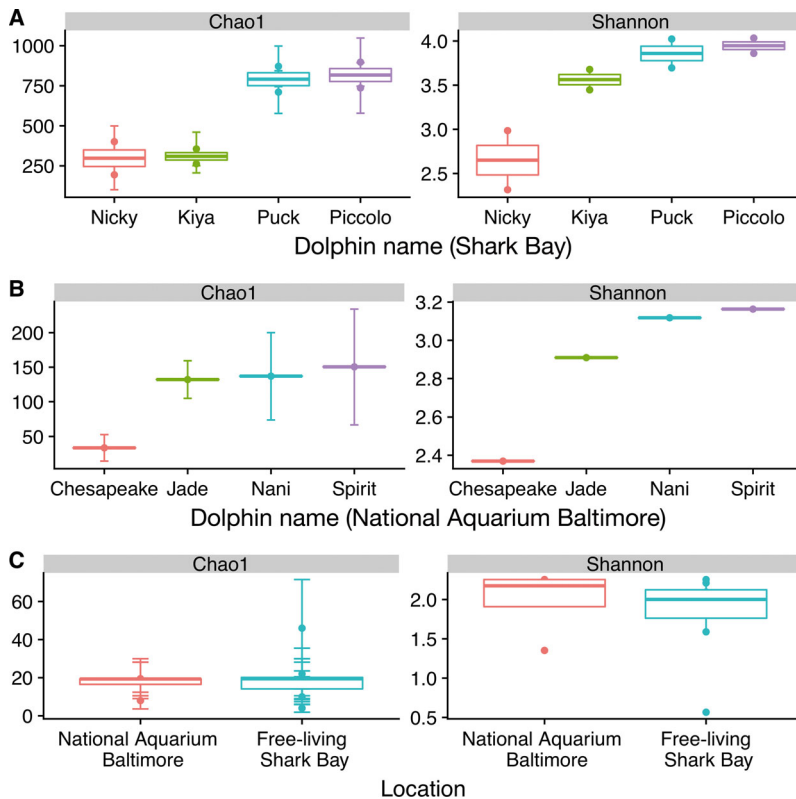 A
Chao1
Shannon
1000
750
500
250
4.0
3.5
3.0
2.5
Nicky Kiya Puck Piccolo
Nicky Kiya Puck Piccolo
Dolphin name (Shark Bay)
B
Chao1
Shannon
200
150
100
50
3.2
3.0
2.8
2.6
2.4
Chesapeake Jade Nani Spirit
Chesapeake Jade Nani Spirit
Dolphin name (National Aquarium Baltimore)
C
Chao1
Shannon
60
40
20
0
2.0
1.5
1.0
0.5
National Aquarium
Baltimore
Free-living
Shark Bay
National Aquarium
Baltimore
Free-living
Shark Bay
Location